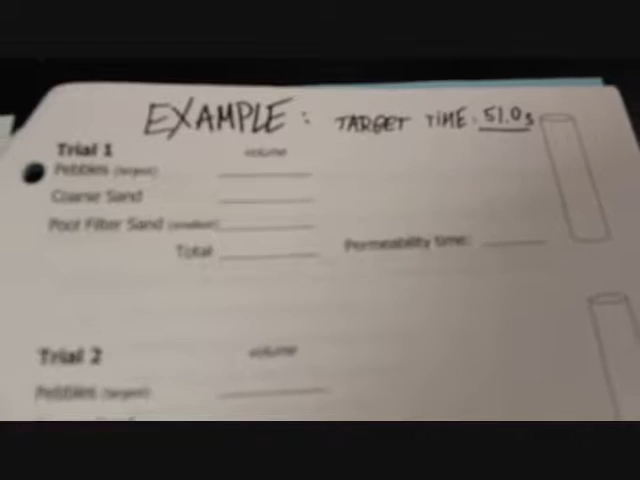 EXAMPLE: TARGET TIME: 51.0s
Trial 1 volume
Pebbles (largest)
Coarse Sand
Pool Filter Sand (smallest)
Total Permeability time:
Trial 2 volume
Pebbles (largest)